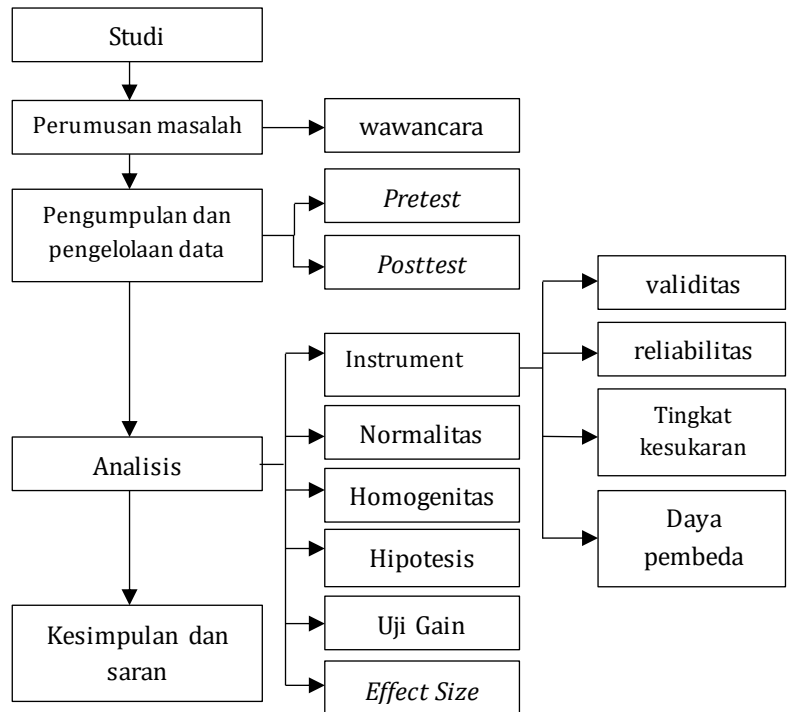 Studi
Perumusan masalah
wawancara
Pengumpulan dan
pengelolaan data
Pretest
Posttest
Analisis
Instrument
validitas
reliabilitas
Tingkat
kesukaran
Daya
pembeda
Normalitas
Homogenitas
Hipotesis
Uji Gain
Effect Size
Kesimpulan dan
saran